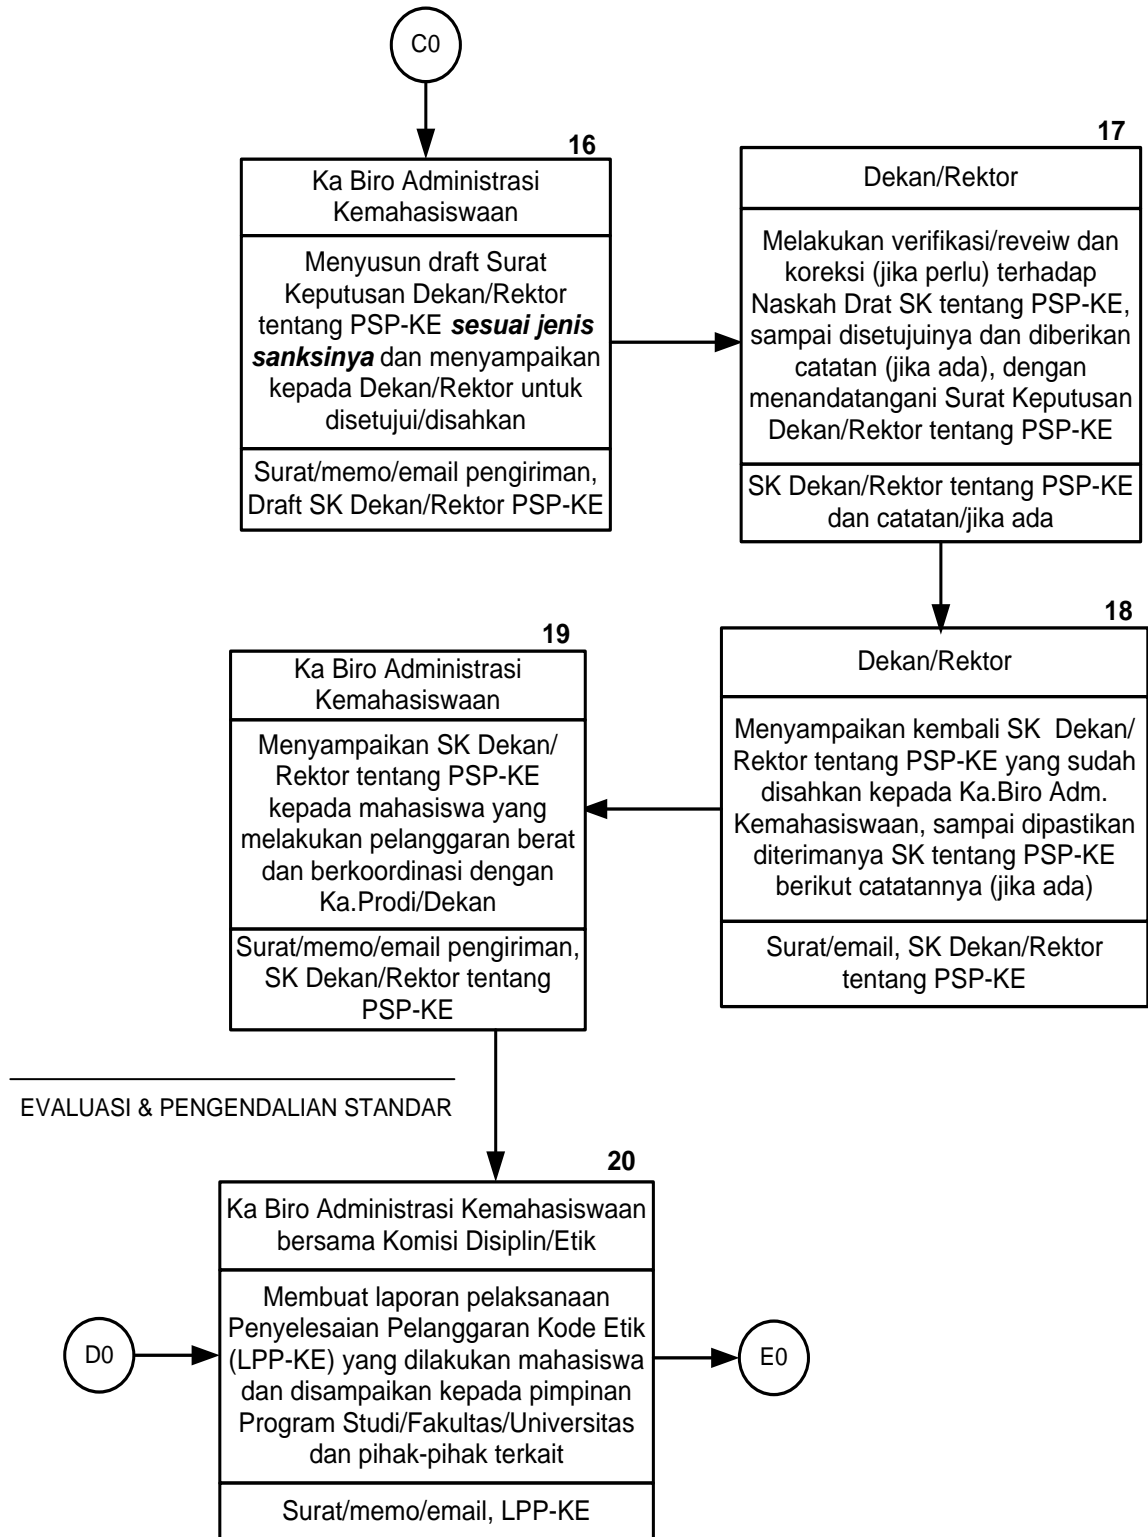 C0
16
Ka Biro Administrasi
Kemahasiswaan
Menyusun draft Surat
Keputusan Dekan/Rektor
tentang PSP-KE sesuai jenis
sanksinya dan menyampaikan
kepada Dekan/Rektor untuk
disetujui/disahkan
Surat/memo/email pengiriman,
Draft SK Dekan/Rektor PSP-KE
17
Dekan/Rektor
Melakukan verifikasi/reveiw dan
koreksi (jika perlu) terhadap
Naskah Drat SK tentang PSP-KE,
sampai disetujuinya dan diberikan
catatan (jika ada), dengan
menandatangani Surat Keputusan
Dekan/Rektor tentang PSP-KE
SK Dekan/Rektor tentang PSP-KE
dan catatan/jika ada
18
Dekan/Rektor
Menyampaikan kembali SK Dekan/
Rektor tentang PSP-KE yang sudah
disahkan kepada Ka.Biro Adm.
Kemahasiswaan, sampai dipastikan
diterimanya SK tentang PSP-KE
berikut catatannya (jika ada)
Surat/email, SK Dekan/Rektor
tentang PSP-KE
19
Ka Biro Administrasi
Kemahasiswaan
Menyampaikan SK Dekan/
Rektor tentang PSP-KE
kepada mahasiswa yang
melakukan pelanggaran berat
dan berkoordinasi dengan
Ka.Prodi/Dekan
Surat/memo/email pengiriman,
SK Dekan/Rektor tentang
PSP-KE
EVALUASI & PENGENDALIAN STANDAR
20
Ka Biro Administrasi Kemahasiswaan
bersama Komisi Disiplin/Etik
Membuat laporan pelaksanaan
Penyelesaian Pelanggaran Kode Etik
(LPP-KE) yang dilakukan mahasiswa
dan disampaikan kepada pimpinan
Program Studi/Fakultas/Universitas
dan pihak-pihak terkait
Surat/memo/email, LPP-KE
D0
E0